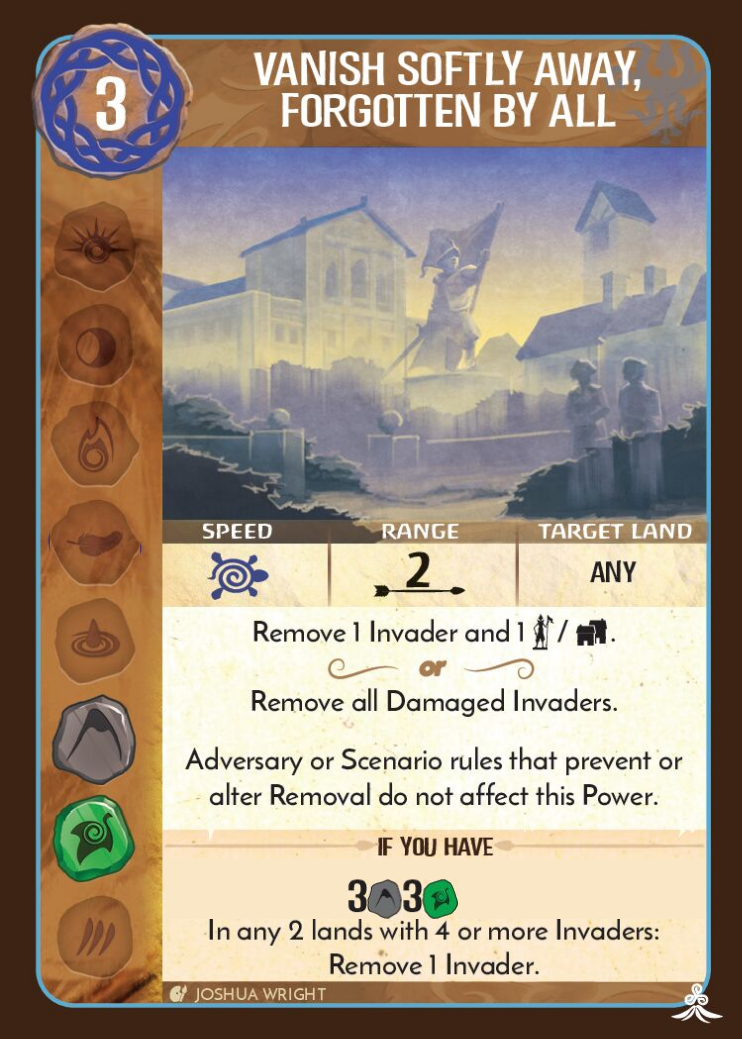 3
VANISH SOFTLY AWAY,
FORGOTTEN BY ALL
SPEED RANGE TARGET LAND
2 ANY
Remove 1 Invader and 1 / .
or
Remove all Damaged Invaders.
Adversary or Scenario rules that prevent or
alter Removal do not affect this Power.
IF YOU HAVE
3 3
In any 2 lands with 4 or more Invaders:
Remove 1 Invader.
JOSHUA WRIGHT